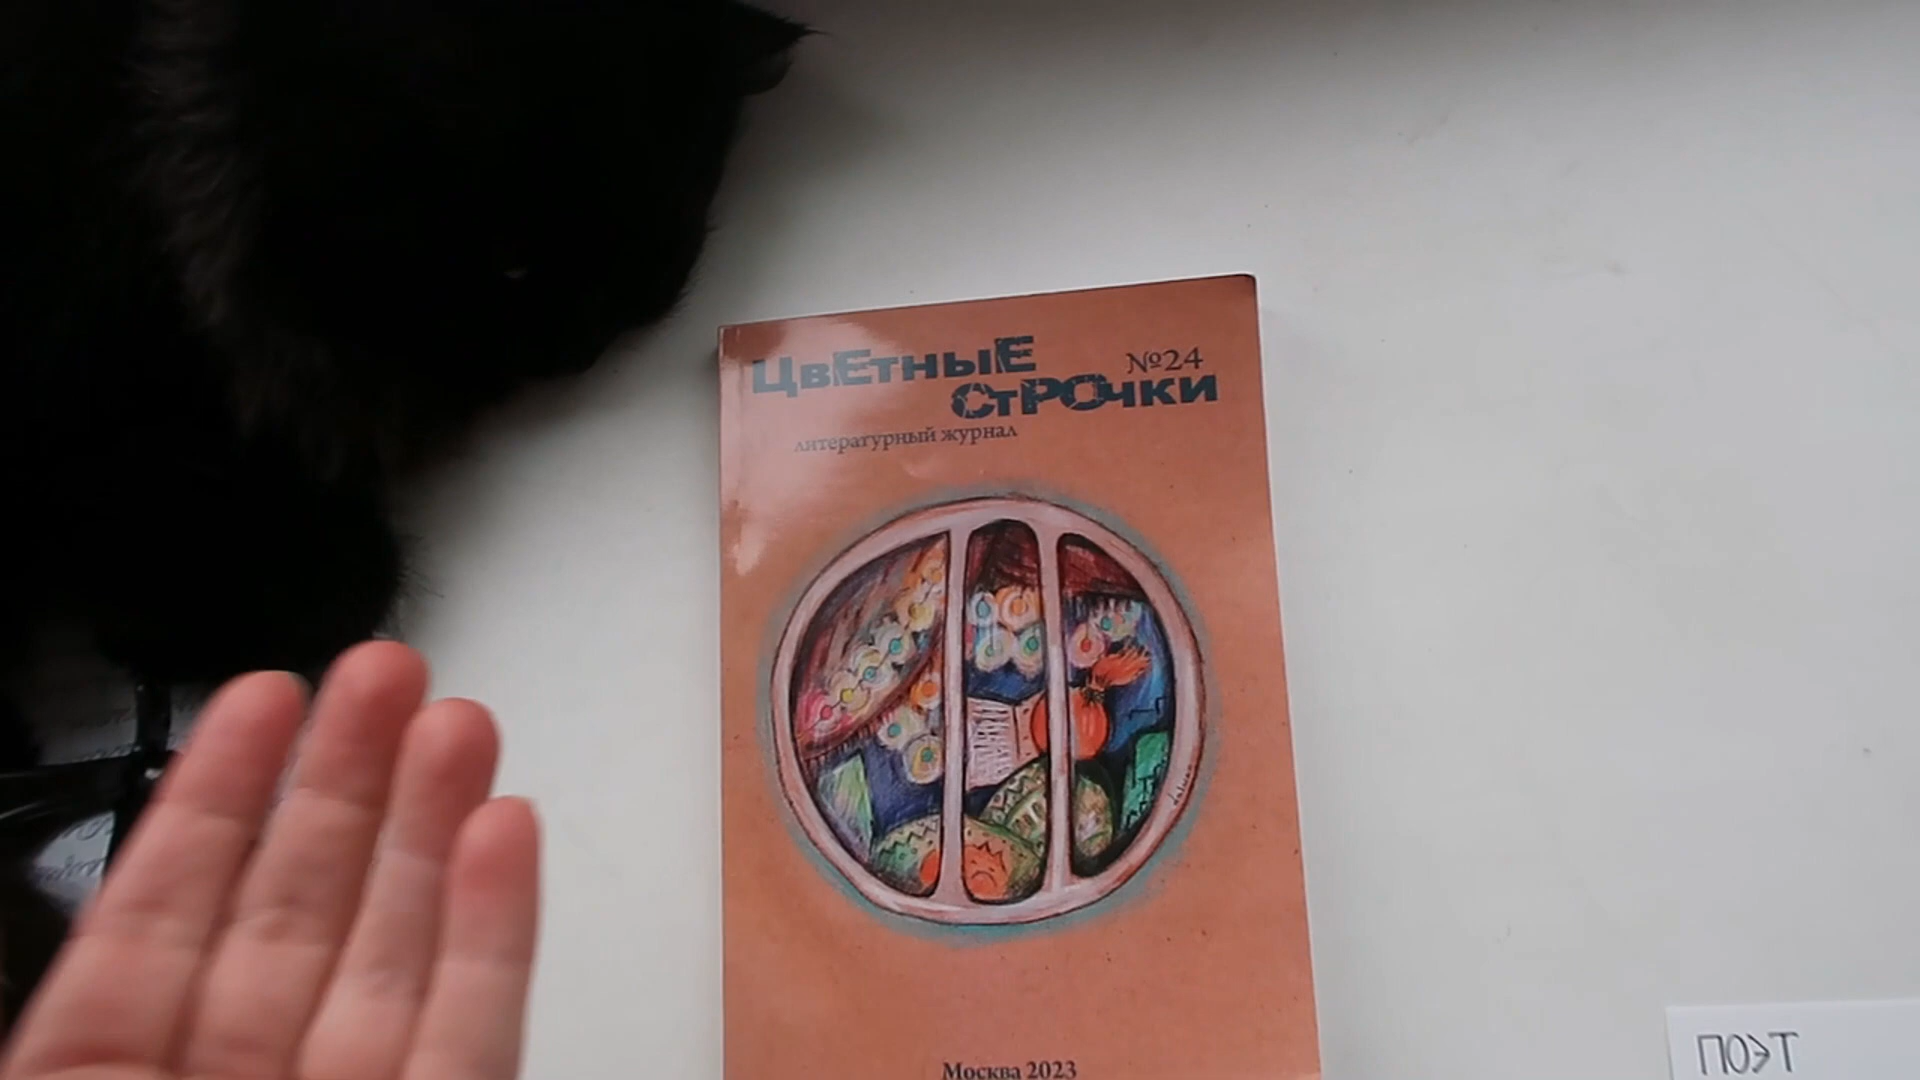 ЦвЕтныЕ
№24
стРОчки
литературный журнал
Москва 2023
ПОЭТ